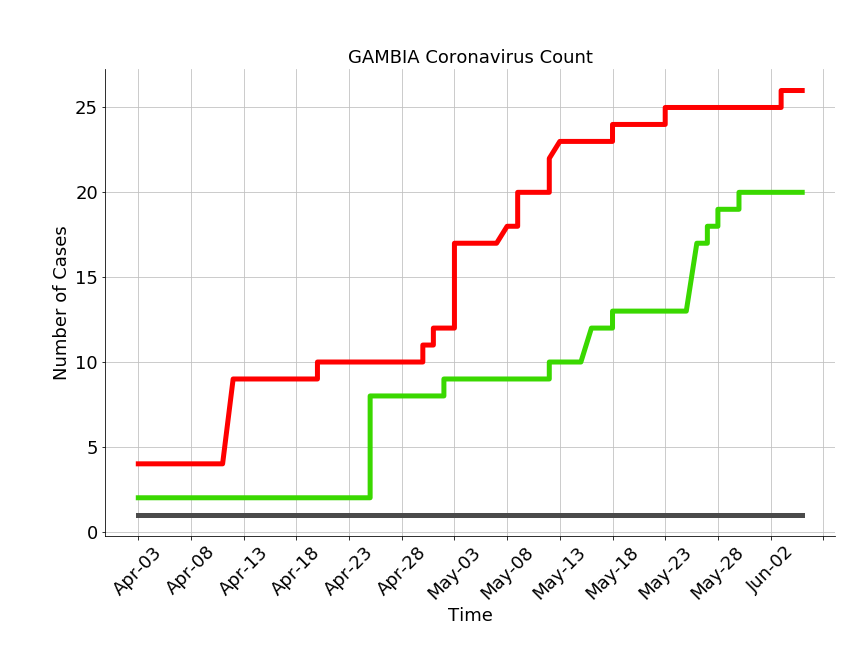 GAMBIA Coronavirus Count
Number of Cases
25
20
15
10
5
0
Apr-03
Apr-08
Apr-13
Apr-18
Apr-23
Apr-28
May-03
May-08
May-13
May-18
May-23
May-28
Jun-02
Time